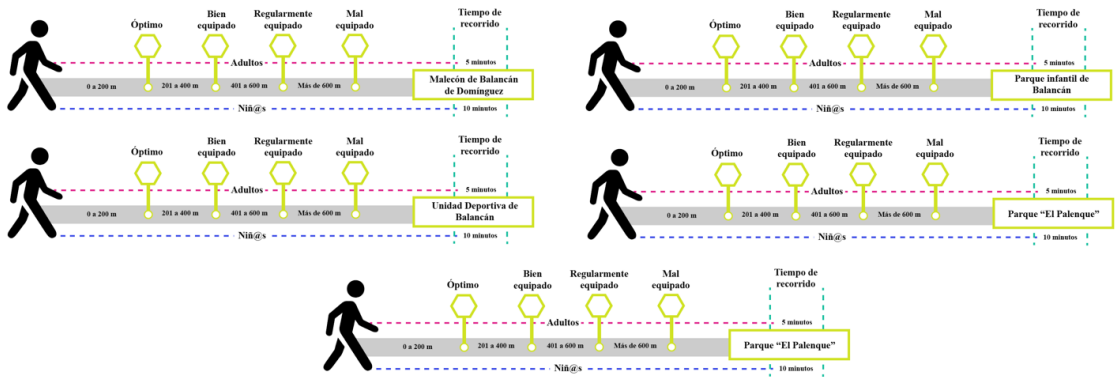 Óptimo
Bien
equipado
Regularmente
equipado
Mal
equipado
Tiempo de
recorrido
Adultos
5 minutos
0 a 200 m
201 a 400 m
401 a 600 m
Más de 600 m
Malecón de Balancán
de Domínguez
Niñ@s
10 minutos
Óptimo
Bien
equipado
Regularmente
equipado
Mal
equipado
Tiempo de
recorrido
Adultos
5 minutos
0 a 200 m
201 a 400 m
401 a 600 m
Más de 600 m
Parque infantil de
Balancán
Niñ@s
10 minutos
Óptimo
Bien
equipado
Regularmente
equipado
Mal
equipado
Tiempo de
recorrido
Adultos
5 minutos
0 a 200 m
201 a 400 m
401 a 600 m
Más de 600 m
Unidad Deportiva de
Balancán
Niñ@s
10 minutos
Óptimo
Bien
equipado
Regularmente
equipado
Mal
equipado
Tiempo de
recorrido
Adultos
5 minutos
0 a 200 m
201 a 400 m
401 a 600 m
Más de 600 m
Parque “El Palenque”
Niñ@s
10 minutos
Óptimo
Bien
equipado
Regularmente
equipado
Mal
equipado
Tiempo de
recorrido
Adultos
5 minutos
0 a 200 m
201 a 400 m
401 a 600 m
Más de 600 m
Parque “El Palenque”
Niñ@s
10 minutos